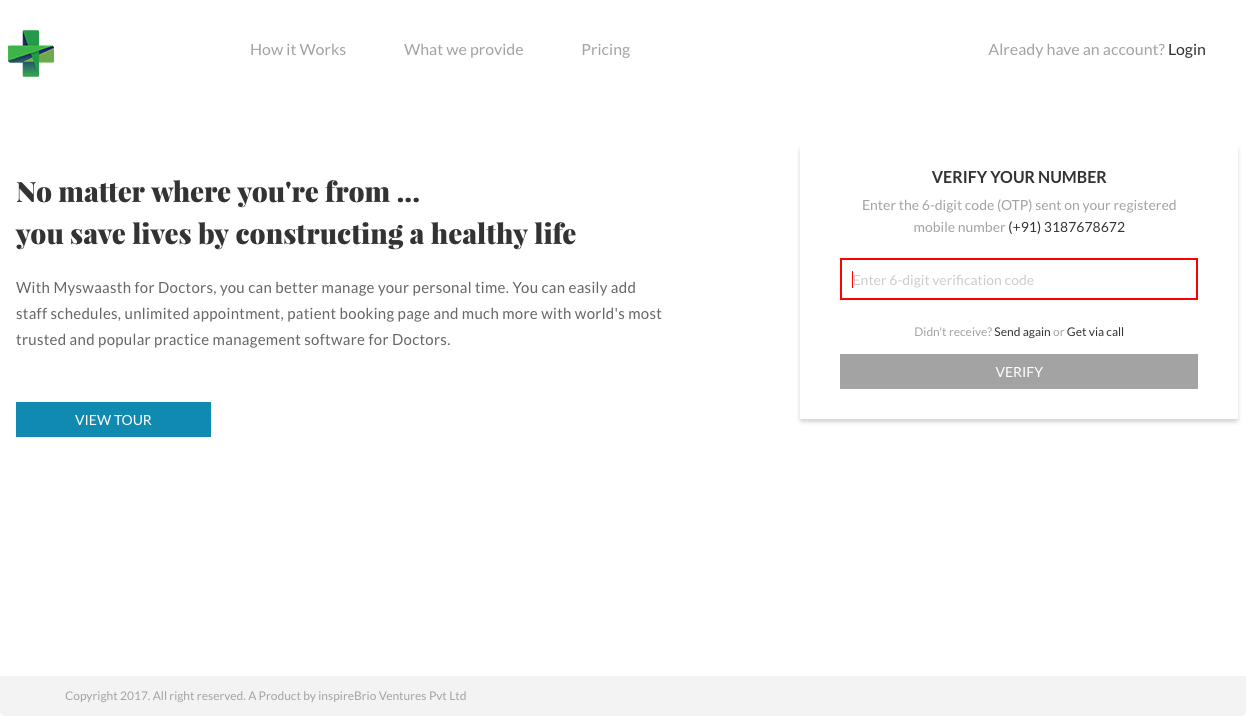 How it Works
What we provide
Pricing
Already have an account? Login
No matter where you're from ...
you save lives by constructing a healthy life
With Myswaasth for Doctors, you can better manage your personal time. You can easily add
staff schedules, unlimited appointment, patient booking page and much more with world's most
trusted and popular practice management software for Doctors.
VIEW TOUR
VERIFY YOUR NUMBER
Enter the 6-digit code (OTP) sent on your registered
mobile number (+91) 3187678672
Enter 6-digit verification code
Didn't receive? Send again or Get via call
VERIFY
Copyright 2017. All right reserved. A Product by inspireBrio Ventures Pvt Ltd